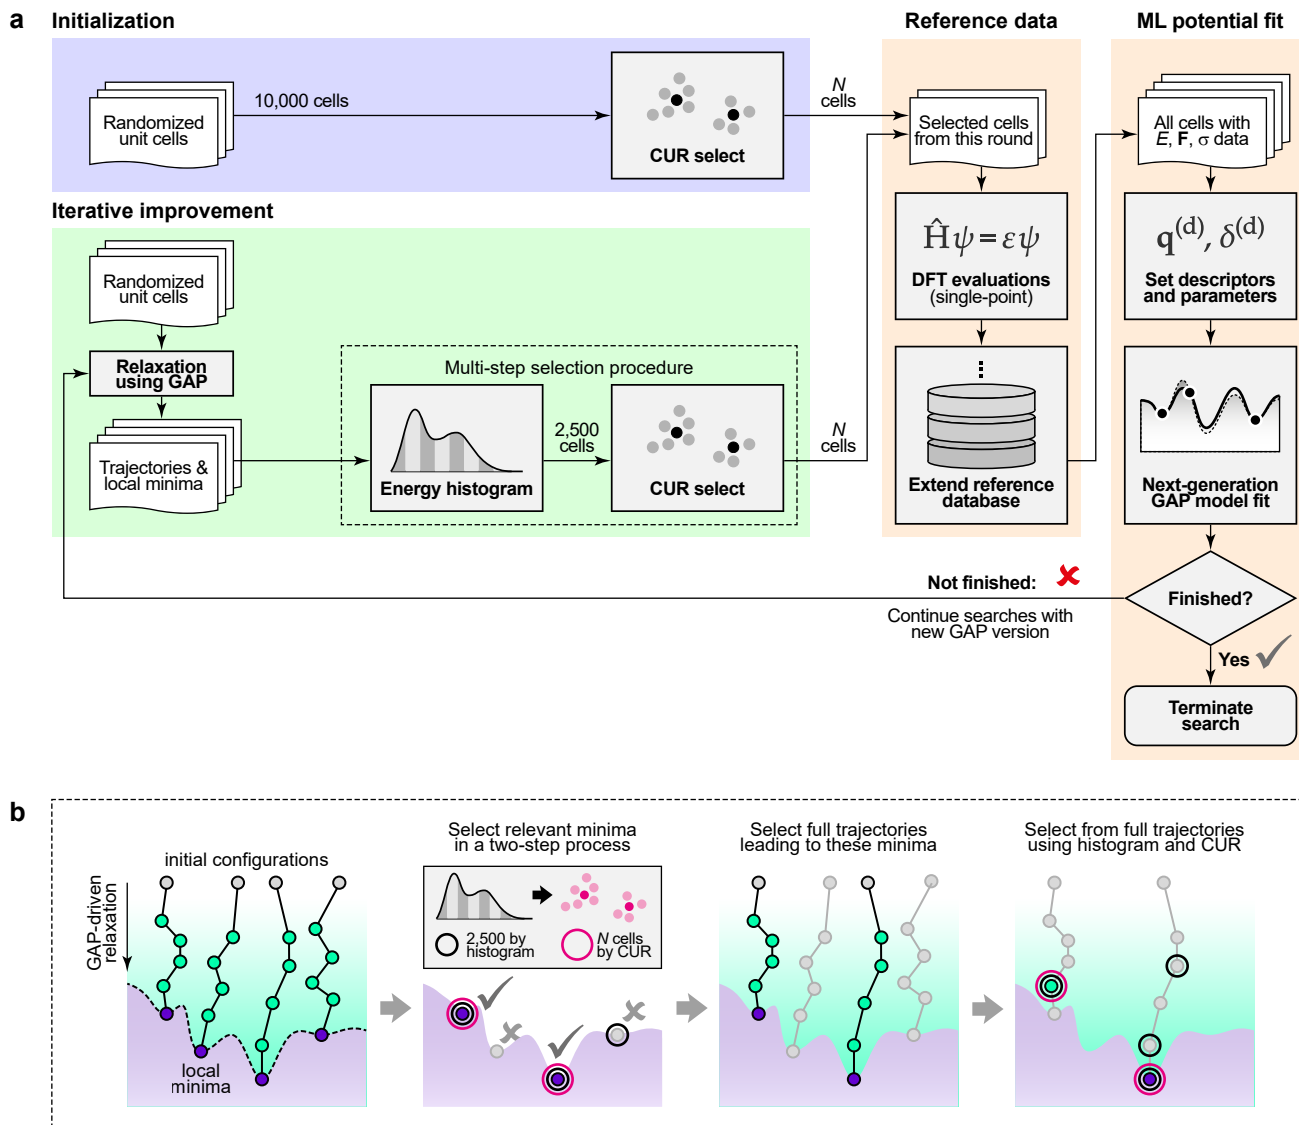 a
Initialization
Reference data
ML potential fit
Randomized
unit cells
10,000 cells
CUR select
N
cells
Selected cells
from this round
All cells with
E, F, σ data
Iterative improvement
Randomized
unit cells
Relaxation
using GAP
Trajectories &
local minima
Multi-step selection procedure
Energy histogram
2,500
cells
CUR select
N
cells
Ĥψ = εψ
DFT evaluations
(single-point)
Extend reference
database
q(d), δ(d)
Set descriptors
and parameters
Next-generation
GAP model fit
Not finished:
Continue searches with
new GAP version
Finished?
Yes
Terminate
search
b
initial configurations
GAP-driven
relaxation
local
minima
Select relevant minima
in a two-step process
2,500 by
histogram
N cells
by CUR
Select full trajectories
leading to these minima
Select from full trajectories
using histogram and CUR